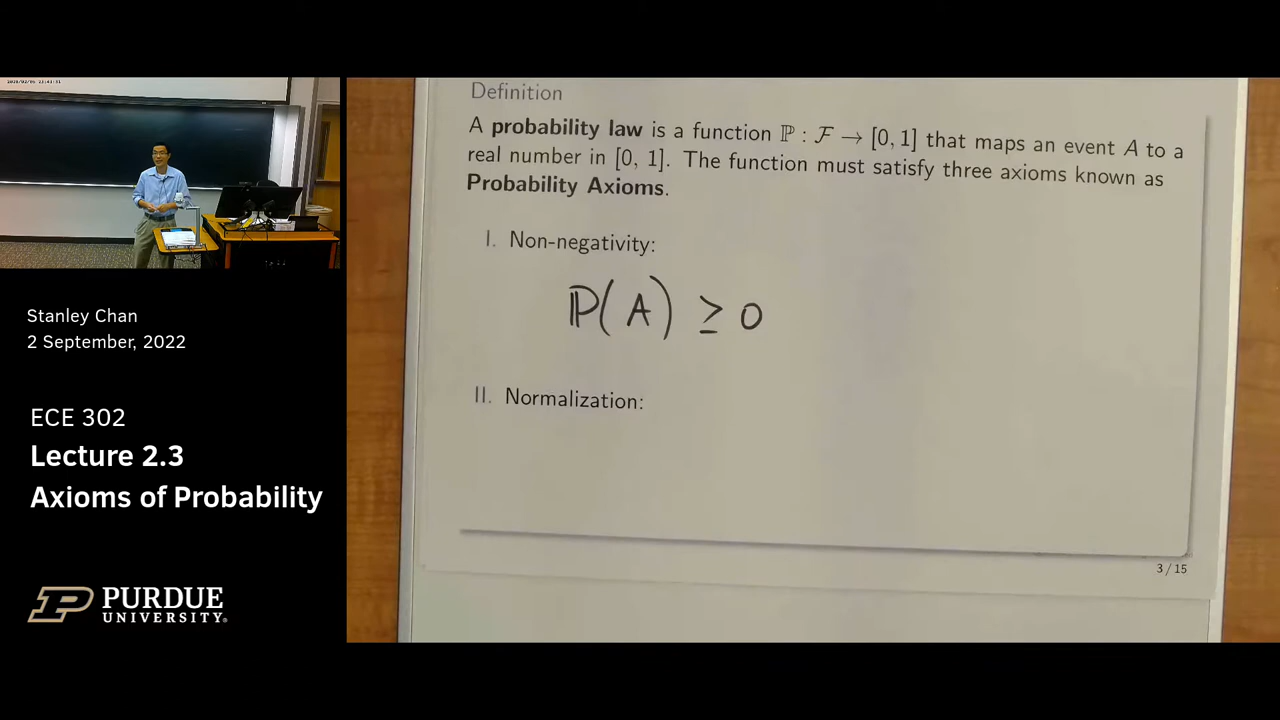 Stanley Chan
2 September, 2022
ECE 302
Lecture 2.3
Axioms of Probability
PURDUE
UNIVERSITY.
Definition
A probability law is a function ℙ : ℱ → [0, 1] that maps an event A to a
real number in [0, 1]. The function must satisfy three axioms known as
Probability Axioms.
I. Non-negativity:
ℙ(A) ≥ 0
II. Normalization:
3 / 15